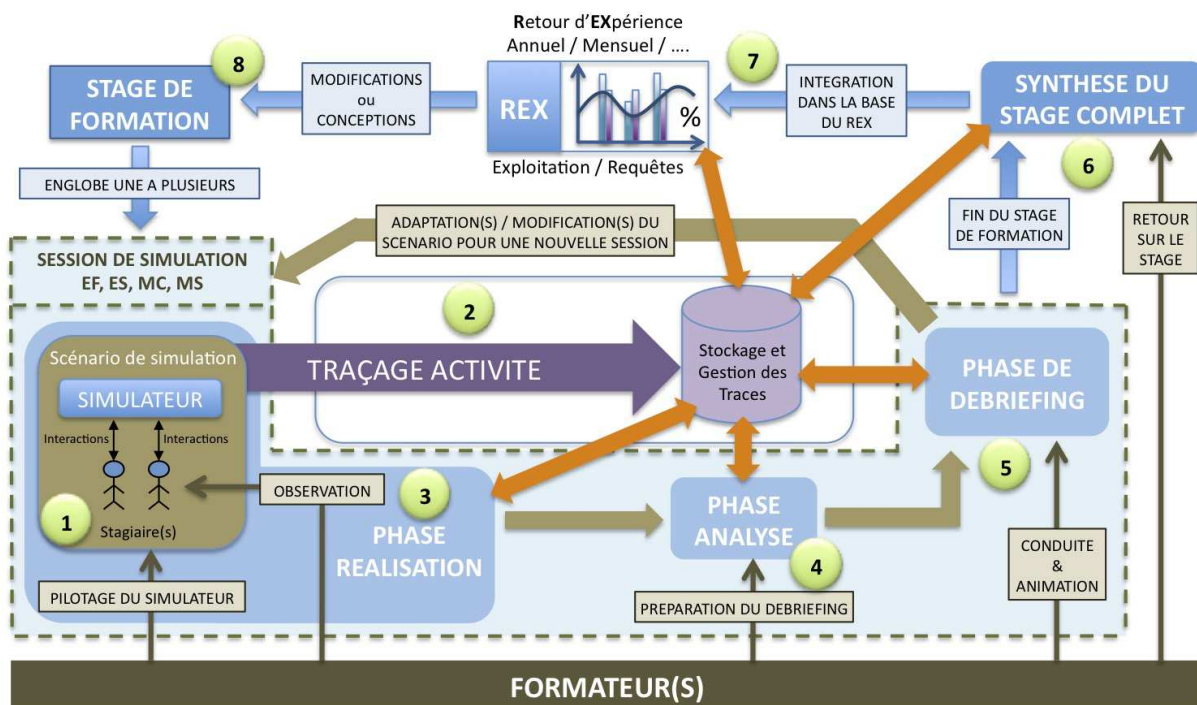 Retour d'EXpérience
Annuel / Mensuel / ....
8
STAGE DE
FORMATION
MODIFICATIONS
ou
CONCEPTIONS
REX
%
Exploitation / Requêtes
7
INTEGRATION
DANS LA BASE
DU REX
SYNTHESE DU
STAGE COMPLET
6
ENGLOBE UNE A PLUSIEURS
ADAPTATION(S) / MODIFICATION(S) DU
SCENARIO POUR UNE NOUVELLE SESSION
FIN DU STAGE
DE FORMATION
RETOUR
SUR LE
STAGE
SESSION DE SIMULATION
EF, ES, MC, MS
2
Scénario de simulation
SIMULATEUR
Interactions
Interactions
Stagiaire(s)
1
TRAÇAGE ACTIVITE
Stockage et
Gestion des
Traces
PHASE DE
DEBRIEFING
5
OBSERVATION
3
PHASE
REALISATION
PHASE
ANALYSE
4
PILOTAGE DU SIMULATEUR
PREPARATION DU DEBRIEFING
CONDUITE
&
ANIMATION
FORMATEUR(S)